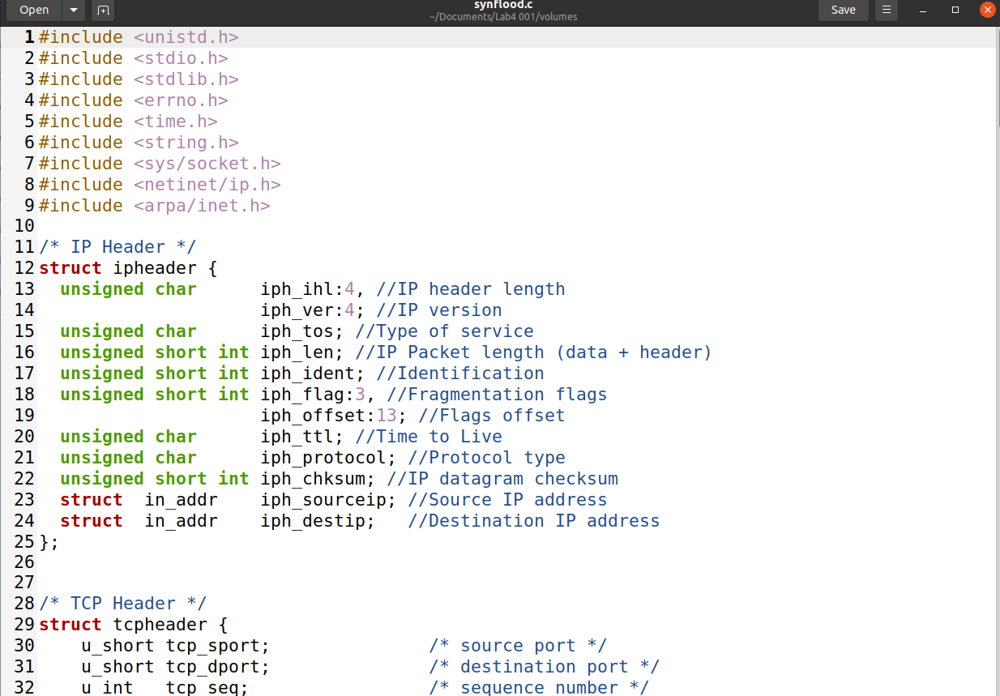 Open
synflood.c
~/Documents/Lab4 001/volumes
Save
1 #include <unistd.h>
2 #include <stdio.h>
3 #include <stdlib.h>
4 #include <errno.h>
5 #include <time.h>
6 #include <string.h>
7 #include <sys/socket.h>
8 #include <netinet/ip.h>
9 #include <arpa/inet.h>
10
11 /* IP Header */
12 struct ipheader {
13   unsigned char      iph_ihl:4, //IP header length
14                      iph_ver:4; //IP version
15   unsigned char      iph_tos; //Type of service
16   unsigned short int iph_len; //IP Packet length (data + header)
17   unsigned short int iph_ident; //Identification
18   unsigned short int iph_flag:3, //Fragmentation flags
19                      iph_offset:13; //Flags offset
20   unsigned char      iph_ttl; //Time to Live
21   unsigned char      iph_protocol; //Protocol type
22   unsigned short int iph_chksum; //IP datagram checksum
23   struct  in_addr    iph_sourceip; //Source IP address
24   struct  in_addr    iph_destip;   //Destination IP address
25 };
26
27
28 /* TCP Header */
29 struct tcpheader {
30     u_short tcp_sport;               /* source port */
31     u_short tcp_dport;               /* destination port */
32     u_int   tcp_seq;                 /* sequence number */